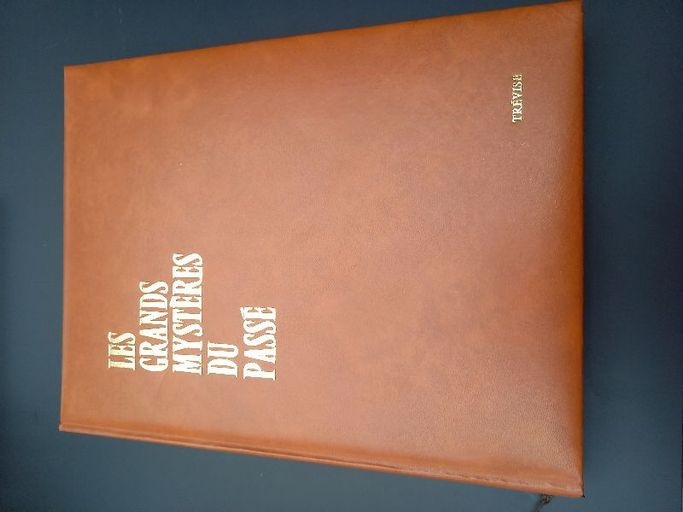 LES
GRANDS
MYSTÈRES
DU
PASSÉ
TRÉVISE